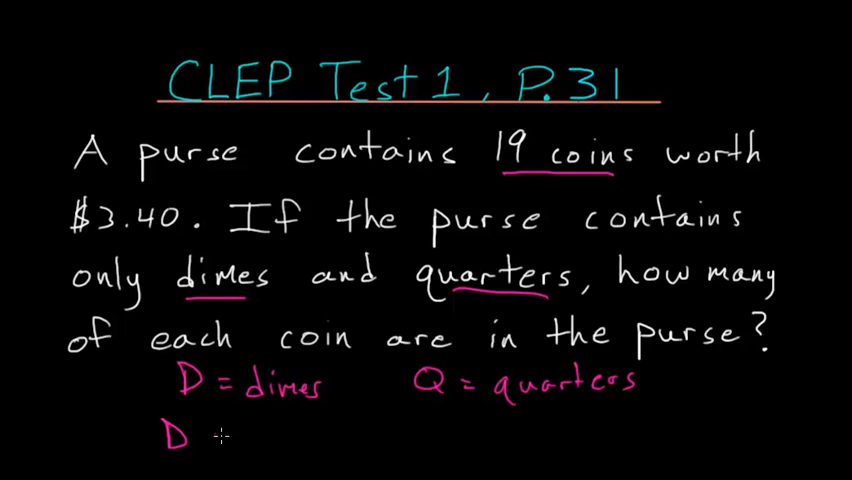 CLEP Test 1, P.31
A purse contains 19 coins worth
$3.40. If the purse contains
only dimes and quarters, how many
of each coin are in the purse?
D = dimes Q = quarters
D